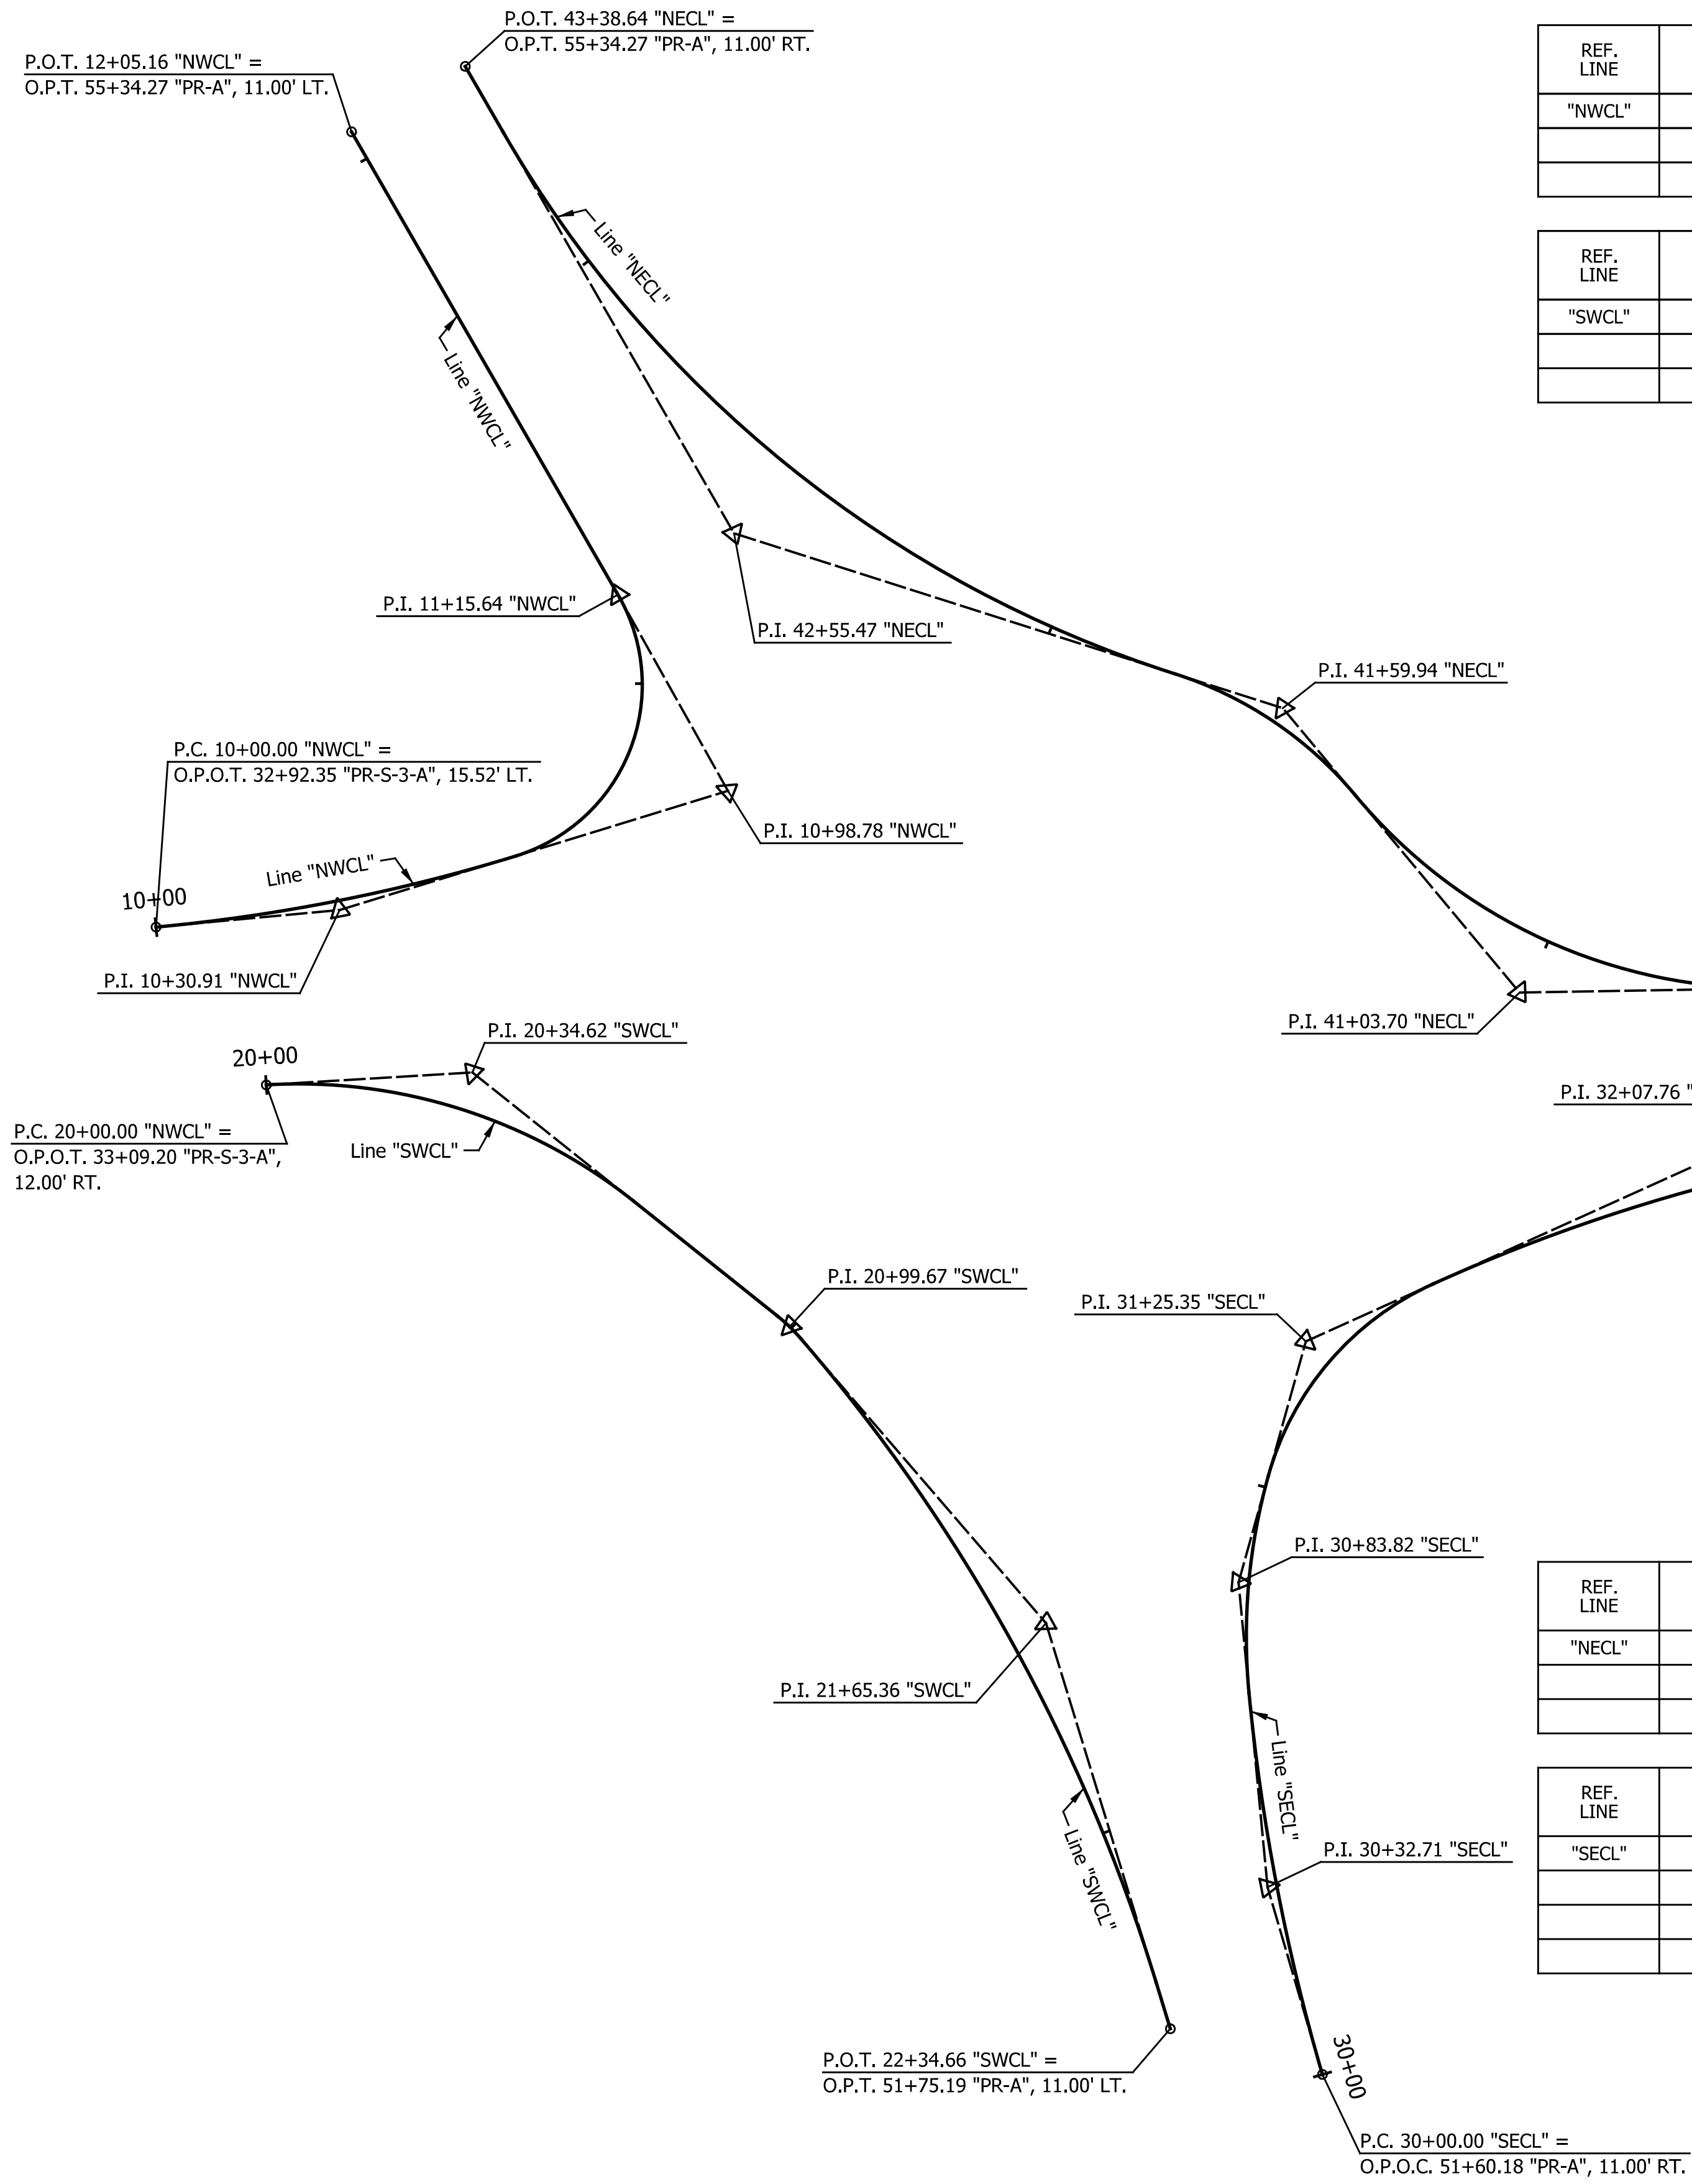 P.O.T. 43+38.64 "NECL" =
O.P.T. 55+34.27 "PR-A", 11.00' RT.
P.O.T. 12+05.16 "NWCL" =
O.P.T. 55+34.27 "PR-A", 11.00' LT.
REF.
LINE
"NWCL"
Line "NECL"
REF.
LINE
"SWCL"
Line "NWCL"
P.I. 11+15.64 "NWCL"
P.I. 42+55.47 "NECL"
P.I. 41+59.94 "NECL"
P.C. 10+00.00 "NWCL" =
O.P.O.T. 32+92.35 "PR-S-3-A", 15.52' LT.
P.I. 10+98.78 "NWCL"
Line "NWCL"
10+00
P.I. 10+30.91 "NWCL"
P.I. 41+03.70 "NECL"
P.I. 20+34.62 "SWCL"
20+00
P.I. 32+07.76 "
P.C. 20+00.00 "NWCL" =
O.P.O.T. 33+09.20 "PR-S-3-A",
12.00' RT.
Line "SWCL"
P.I. 20+99.67 "SWCL"
P.I. 31+25.35 "SECL"
P.I. 30+83.82 "SECL"
REF.
LINE
"NECL"
P.I. 21+65.36 "SWCL"
Line "SECL"
REF.
LINE
"SECL"
Line "SWCL"
P.I. 30+32.71 "SECL"
30+00
P.O.T. 22+34.66 "SWCL" =
O.P.T. 51+75.19 "PR-A", 11.00' LT.
P.C. 30+00.00 "SECL" =
O.P.O.C. 51+60.18 "PR-A", 11.00' RT.